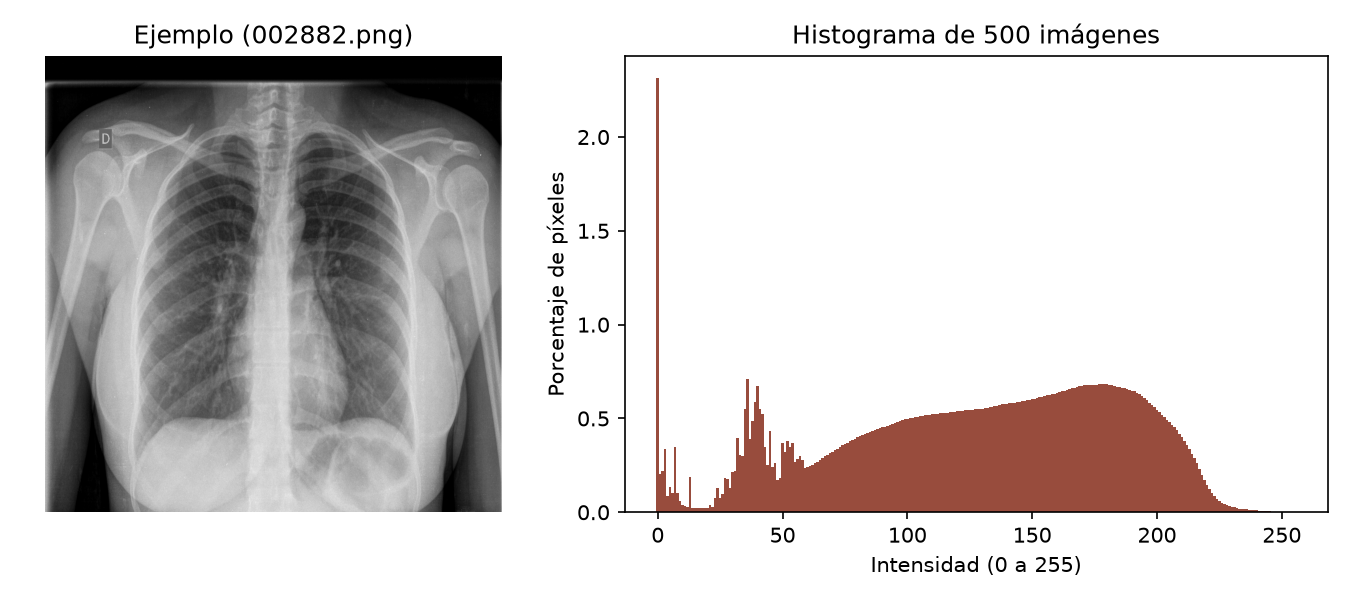 Ejemplo (002882.png)
D
Histograma de 500 imágenes
Porcentaje de píxeles
2.0
1.5
1.0
0.5
0.0
0 50 100 150 200 250
Intensidad (0 a 255)